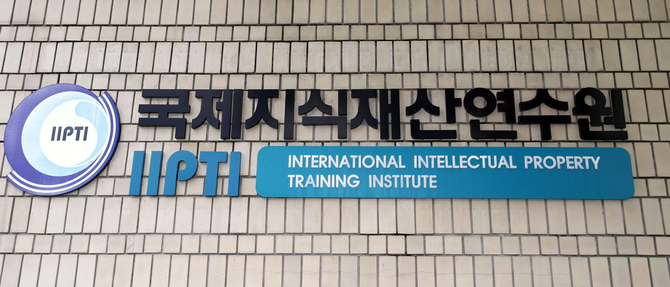 IIPTI
국제지식재산연수원
IIPTI
INTERNATIONAL INTELLECTUAL PROPERTY
TRAINING INSTITUTE